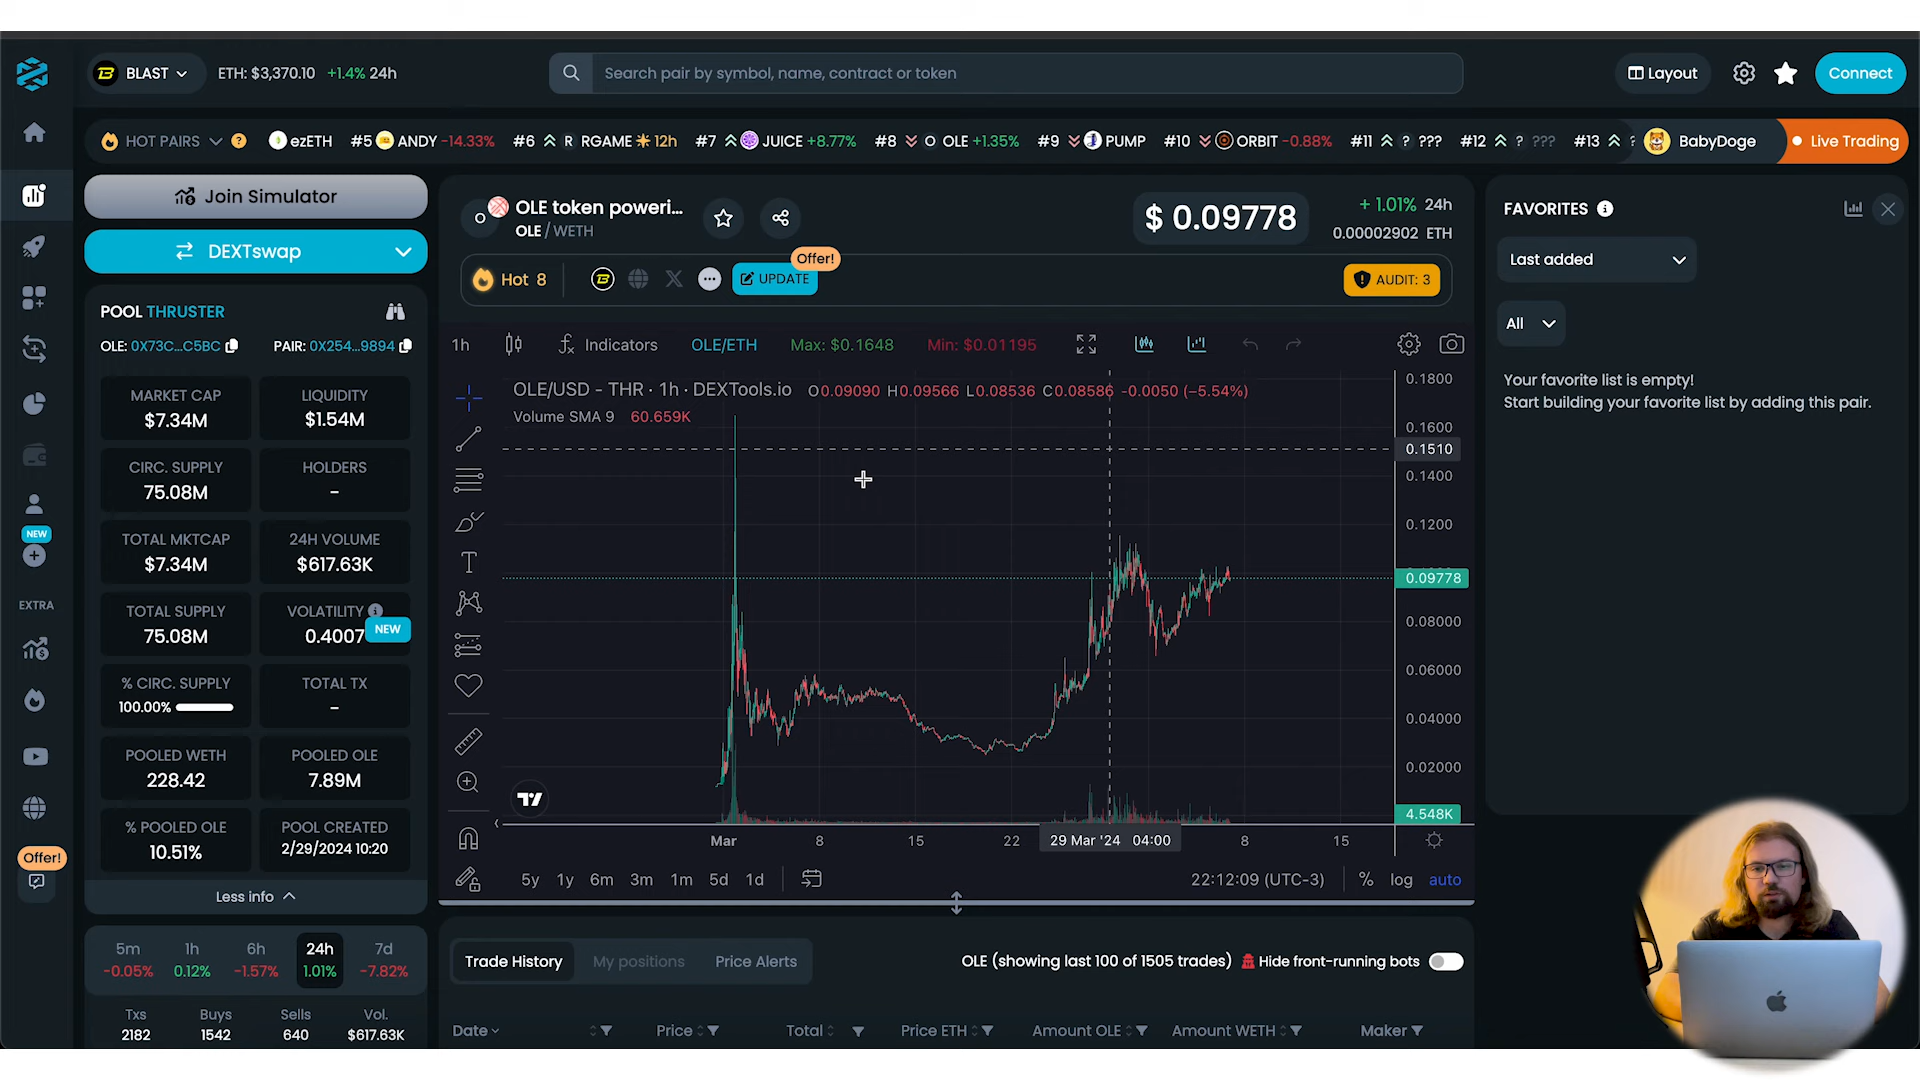 BLAST
ETH: $3,370.10 +1.4% 24h
Search pair by symbol, name, contract or token
Layout
Connect
HOT PAIRS
ezETH
#5 ANDY -14.33%
#6 R RGAME 12h
#7 JUICE +8.77%
#8 O OLE +1.35%
#9 PUMP
#10 ORBIT -0.88%
#11 ? ???
#12 ? ???
#13 ?
BabyDoge
Live Trading
Join Simulator
DEXTswap
POOL THRUSTER
OLE: 0X73C...C5BC
PAIR: 0X254...9894
MARKET CAP
$7.34M
LIQUIDITY
$1.54M
CIRC. SUPPLY
75.08M
HOLDERS
-
TOTAL MKTCAP
$7.34M
24H VOLUME
$617.63K
TOTAL SUPPLY
75.08M
VOLATILITY
0.4007
NEW
% CIRC. SUPPLY
100.00%
TOTAL TX
-
POOLED WETH
228.42
POOLED OLE
7.89M
% POOLED OLE
10.51%
POOL CREATED
2/29/2024 10:20
Less info
5m
-0.05%
1h
0.12%
6h
-1.57%
24h
1.01%
7d
-7.82%
Txs
2182
Buys
1542
Sells
640
Vol.
$617.63K
NEW
EXTRA
Offer!
O
OLE token poweri...
OLE / WETH
$ 0.09778
+ 1.01% 24h
0.00002902 ETH
Hot 8
Offer!
UPDATE
AUDIT: 3
1h
Indicators
OLE/ETH
Max: $0.1648
Min: $0.01195
OLE/USD - THR · 1h · DEXTools.io O0.09090 H0.09566 L0.08536 C0.08586 -0.0050 (−5.54%)
Volume SMA 9 60.659K
0.1800
0.1600
0.1510
0.1400
0.1200
0.09778
0.08000
0.06000
0.04000
0.02000
4.548K
Mar
8
15
22
29 Mar '24 04:00
8
15
5y
1y
6m
3m
1m
5d
1d
22:12:09 (UTC-3)
%
log
auto
Trade History
My positions
Price Alerts
OLE (showing last 100 of 1505 trades)
Hide front-running bots
Date
Price
Total
Price ETH
Amount OLE
Amount WETH
Maker
FAVORITES
Last added
All
Your favorite list is empty!
Start building your favorite list by adding this pair.